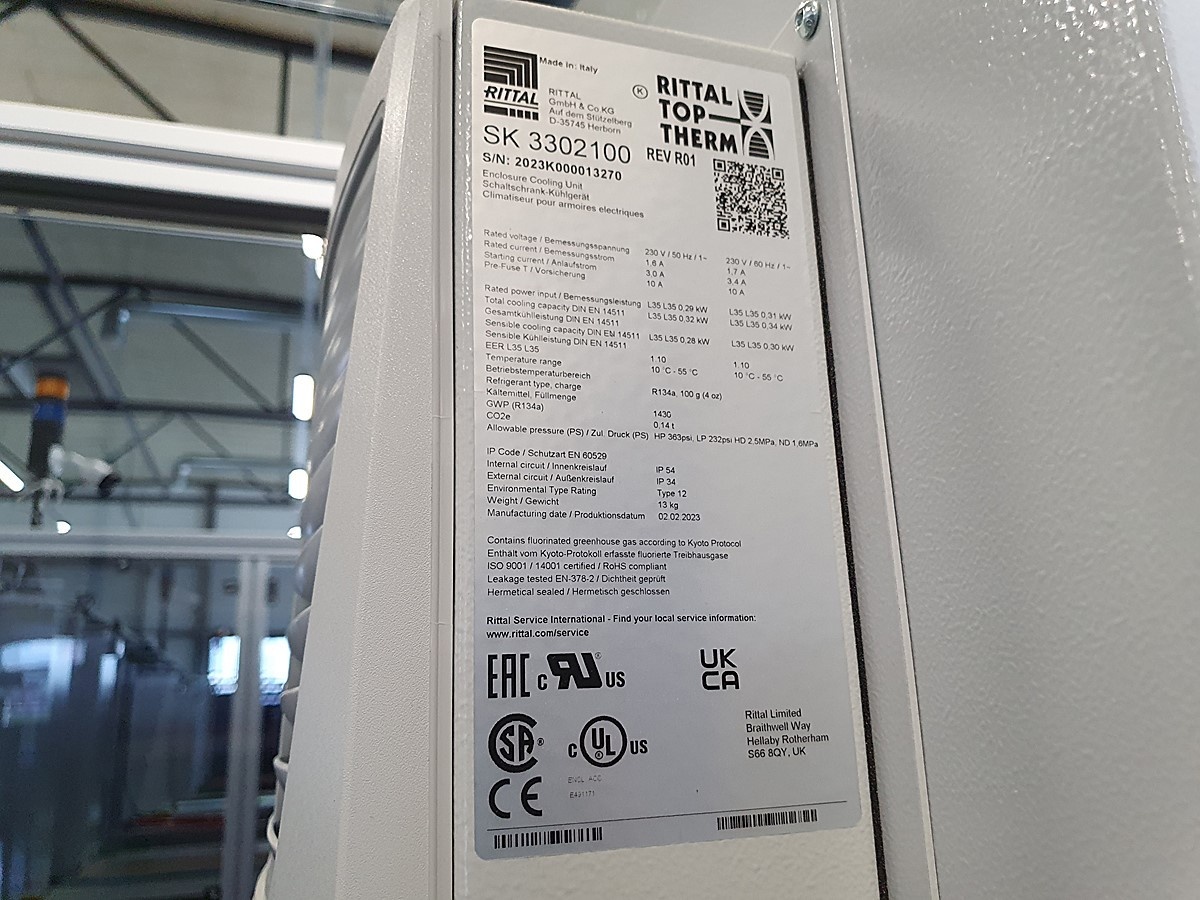 RITTAL
Made in: Italy
RITTAL
GmbH & Co.KG
Auf dem Stützelberg
D-35745 Herborn
K
RITTAL
TOP
THERM
SK 3302100 REV R01
S/N: 2023K000013270
Enclosure Cooling Unit
Schaltschrank-Kühlgerät
Climatiseur pour armoires electriques
Rated voltage / Bemessungsspannung 230 V / 50 Hz / 1~ 230 V / 60 Hz / 1~
Rated current / Bemessungsstrom 1,6 A 1,7 A
Starting current / Anlaufstrom 3,0 A 3,4 A
Pre-Fuse T / Vorsicherung 10 A 10 A
Rated power input / Bemessungsleistung L35 L35 0,29 kW L35 L35 0,31 kW
Total cooling capacity DIN EN 14511 L35 L35 0,32 kW L35 L35 0,34 kW
Gesamtkühlleistung DIN EN 14511
Sensible cooling capacity DIN EN 14511 L35 L35 0,28 kW L35 L35 0,30 kW
Sensible Kühlleistung DIN EN 14511
EER L35 L35 1.10 1.10
Temperature range 10 °C - 55 °C 10 °C - 55 °C
Betriebstemperaturbereich
Refrigerant type, charge R134a, 100 g (4 oz)
Kältemittel, Füllmenge
GWP (R134a) 1430
CO2e 0,14 t
Allowable pressure (PS) / Zul. Druck (PS) HP 363psi, LP 232psi HD 2.5MPa, ND 1,6MPa
IP Code / Schutzart EN 60529
Internal circuit / Innenkreislauf IP 54
External circuit / Außenkreislauf IP 34
Environmental Type Rating Type 12
Weight / Gewicht 13 kg
Manufacturing date / Produktionsdatum 02.02.2023
Contains fluorinated greenhouse gas according to Kyoto Protocol
Enthält vom Kyoto-Protokoll erfasste fluorierte Treibhausgase
ISO 9001 / 14001 certified / RoHS compliant
Leakage tested EN-378-2 / Dichtheit geprüft
Hermetical sealed / Hermetisch geschlossen
Rittal Service International - Find your local service information:
www.rittal.com/service
EAC c RU ® US
UK
CA
SA ®
c UL ® US
ENCL ACC
EA31171
CE
Rittal Limited
Braithwell Way
Hellaby Rotherham
S66 8QY, UK